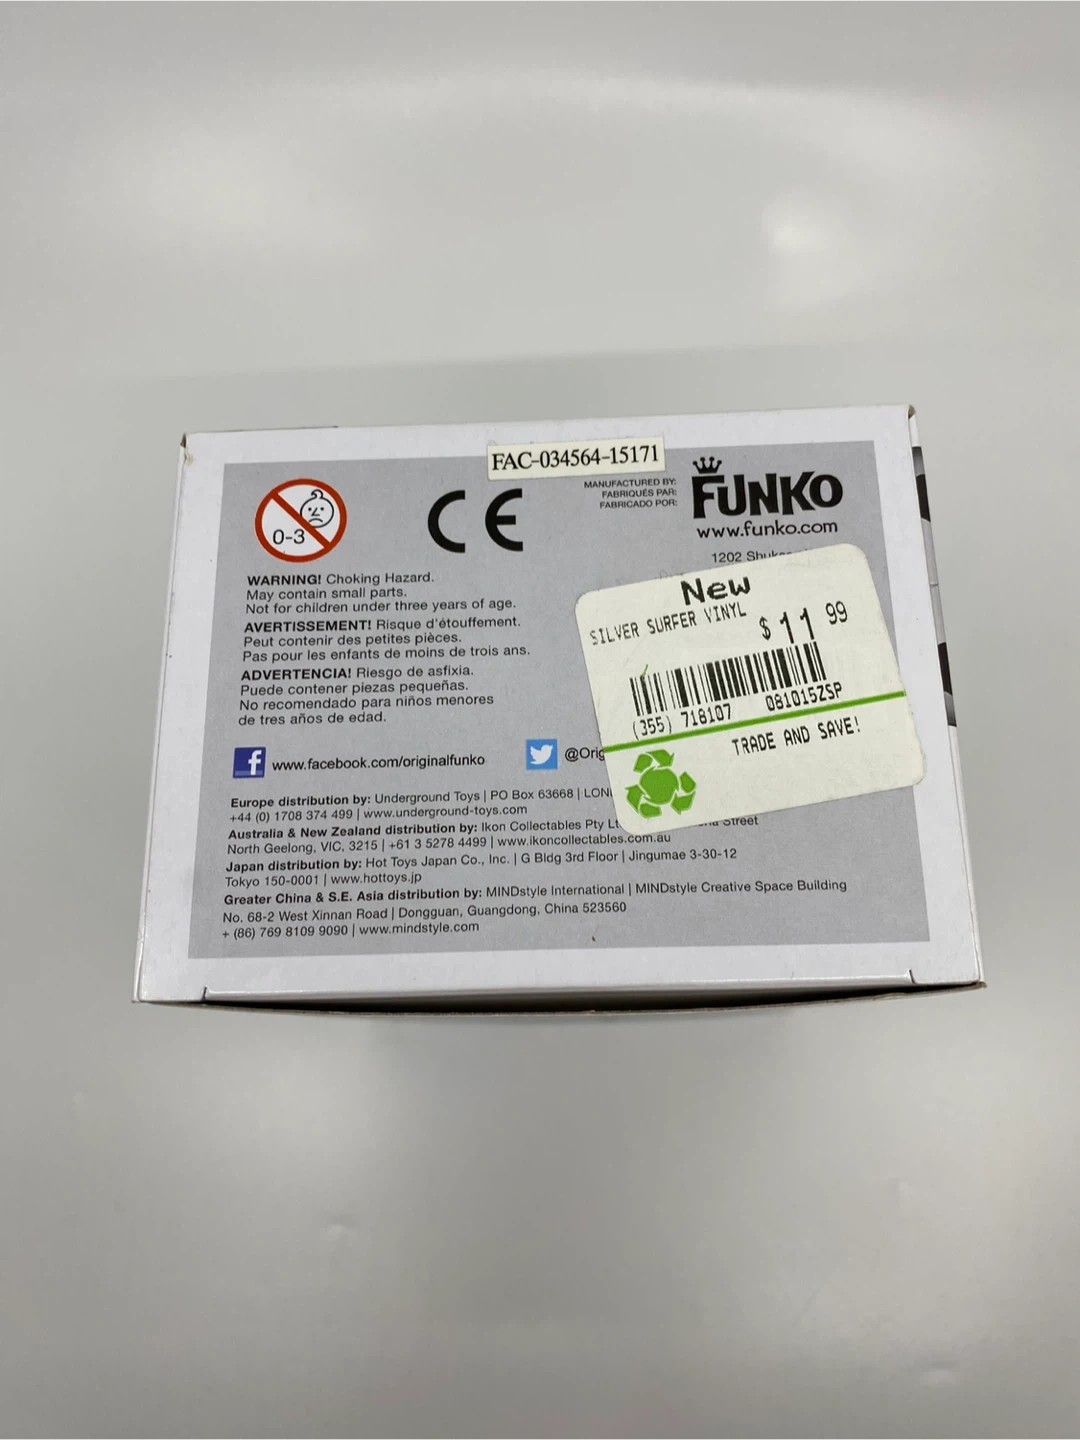 FAC-034564-15171
0-3
CE
MANUFACTURED BY:
FABRIQUÉS PAR:
FABRICADO POR:
FUNKO
www.funko.com
1202
WARNING! Choking Hazard.
May contain small parts.
Not for children under three years of age.
AVERTISSEMENT! Risque d'étouffement.
Peut contenir des petites pièces.
Pas pour les enfants de moins de trois ans.
ADVERTENCIA! Riesgo de asfixia.
Puede contener piezas pequeñas.
No recomendado para niños menores
de tres años de edad.
New
SILVER SURFER VINYL
$11 99
(355) 718107 081015ZSP
TRADE AND SAVE!
f www.facebook.com/originalfunko
Europe distribution by: Underground Toys | PO Box 63668 |
+44 (0) 1708 374 499 | www.underground-toys.com
Australia & New Zealand distribution by: Ikon Collectables Pty Street
North Geelong, VIC, 3215 | +61 3 5278 4499 | www.ikoncollectables.com.au
Japan distribution by: Hot Toys Japan Co., Inc. | G Bldg 3rd Floor | Jingumae 3-30-12
Tokyo 150-0001 | www.hottoys.jp
Greater China & S.E. Asia distribution by: MINDstyle International | MINDstyle Creative Space Building
No. 68-2 West Xinnan Road | Dongguan, Guangdong, China 523560
+ (86) 769 8109 9090 | www.mindstyle.com